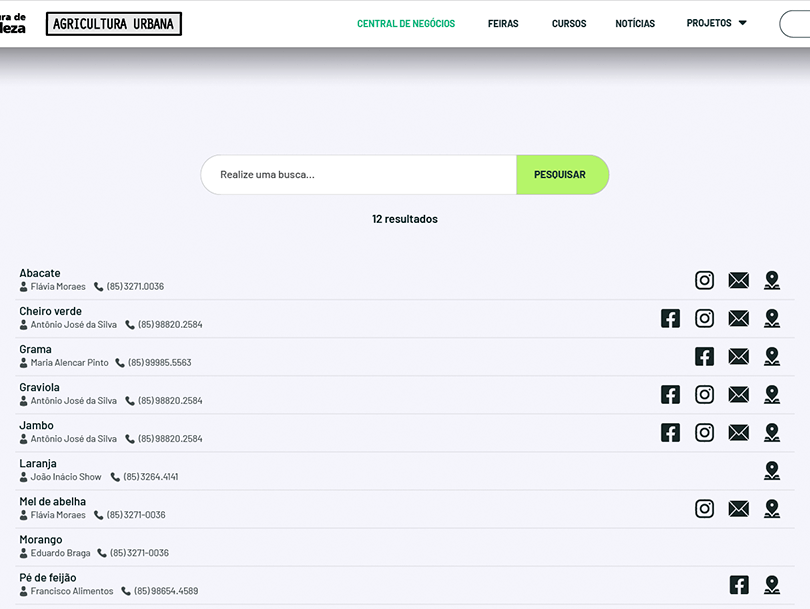 ra de
leza
AGRICULTURA URBANA
CENTRAL DE NEGÓCIOS
FEIRAS
CURSOS
NOTÍCIAS
PROJETOS
Realize uma busca...
PESQUISAR
12 resultados
Abacate
Flávia Moraes (85)3271.0036
Cheiro verde
Antônio José da Silva (85)98820.2584
Grama
Maria Alencar Pinto (85)99985.5563
Graviola
Antônio José da Silva (85)98820.2584
Jambo
Antônio José da Silva (85)98820.2584
Laranja
João Inácio Show (85)3264.4141
Mel de abelha
Flávia Moraes (85)3271-0036
Morango
Eduardo Braga (85)3271-0036
Pé de feijão
Francisco Alimentos (85)98654.4589